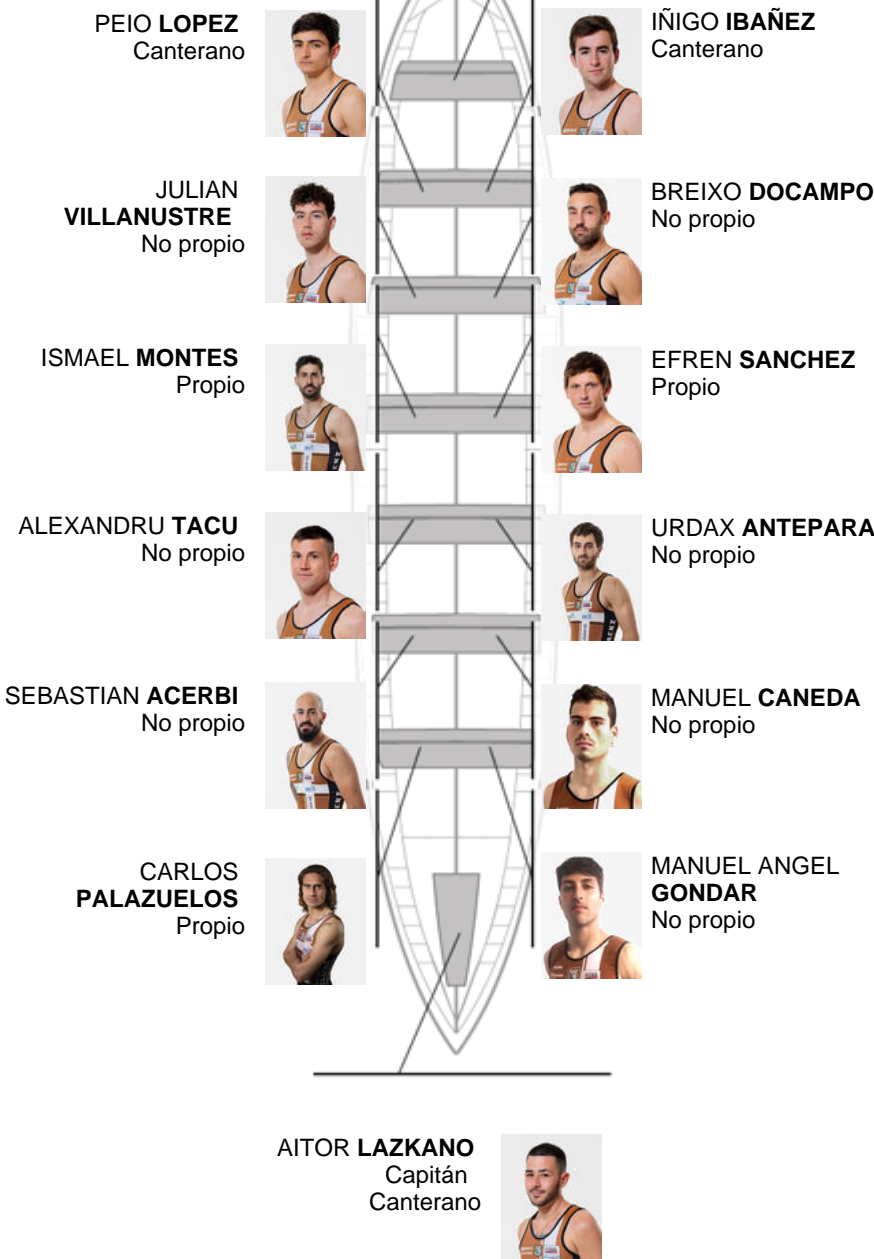 PEIO LOPEZ
Canterano
IÑIGO IBAÑEZ
Canterano
JULIAN
VILLANUSTRE
No propio
BREIXO DOCAMPO
No propio
ISMAEL MONTES
Propio
EFREN SANCHEZ
Propio
ALEXANDRU TACU
No propio
URDAX ANTEPARA
No propio
SEBASTIAN ACERBI
No propio
MANUEL CANEDA
No propio
CARLOS
PALAZUELOS
Propio
MANUEL ANGEL
GONDAR
No propio
AITOR LAZKANO
Capitán
Canterano